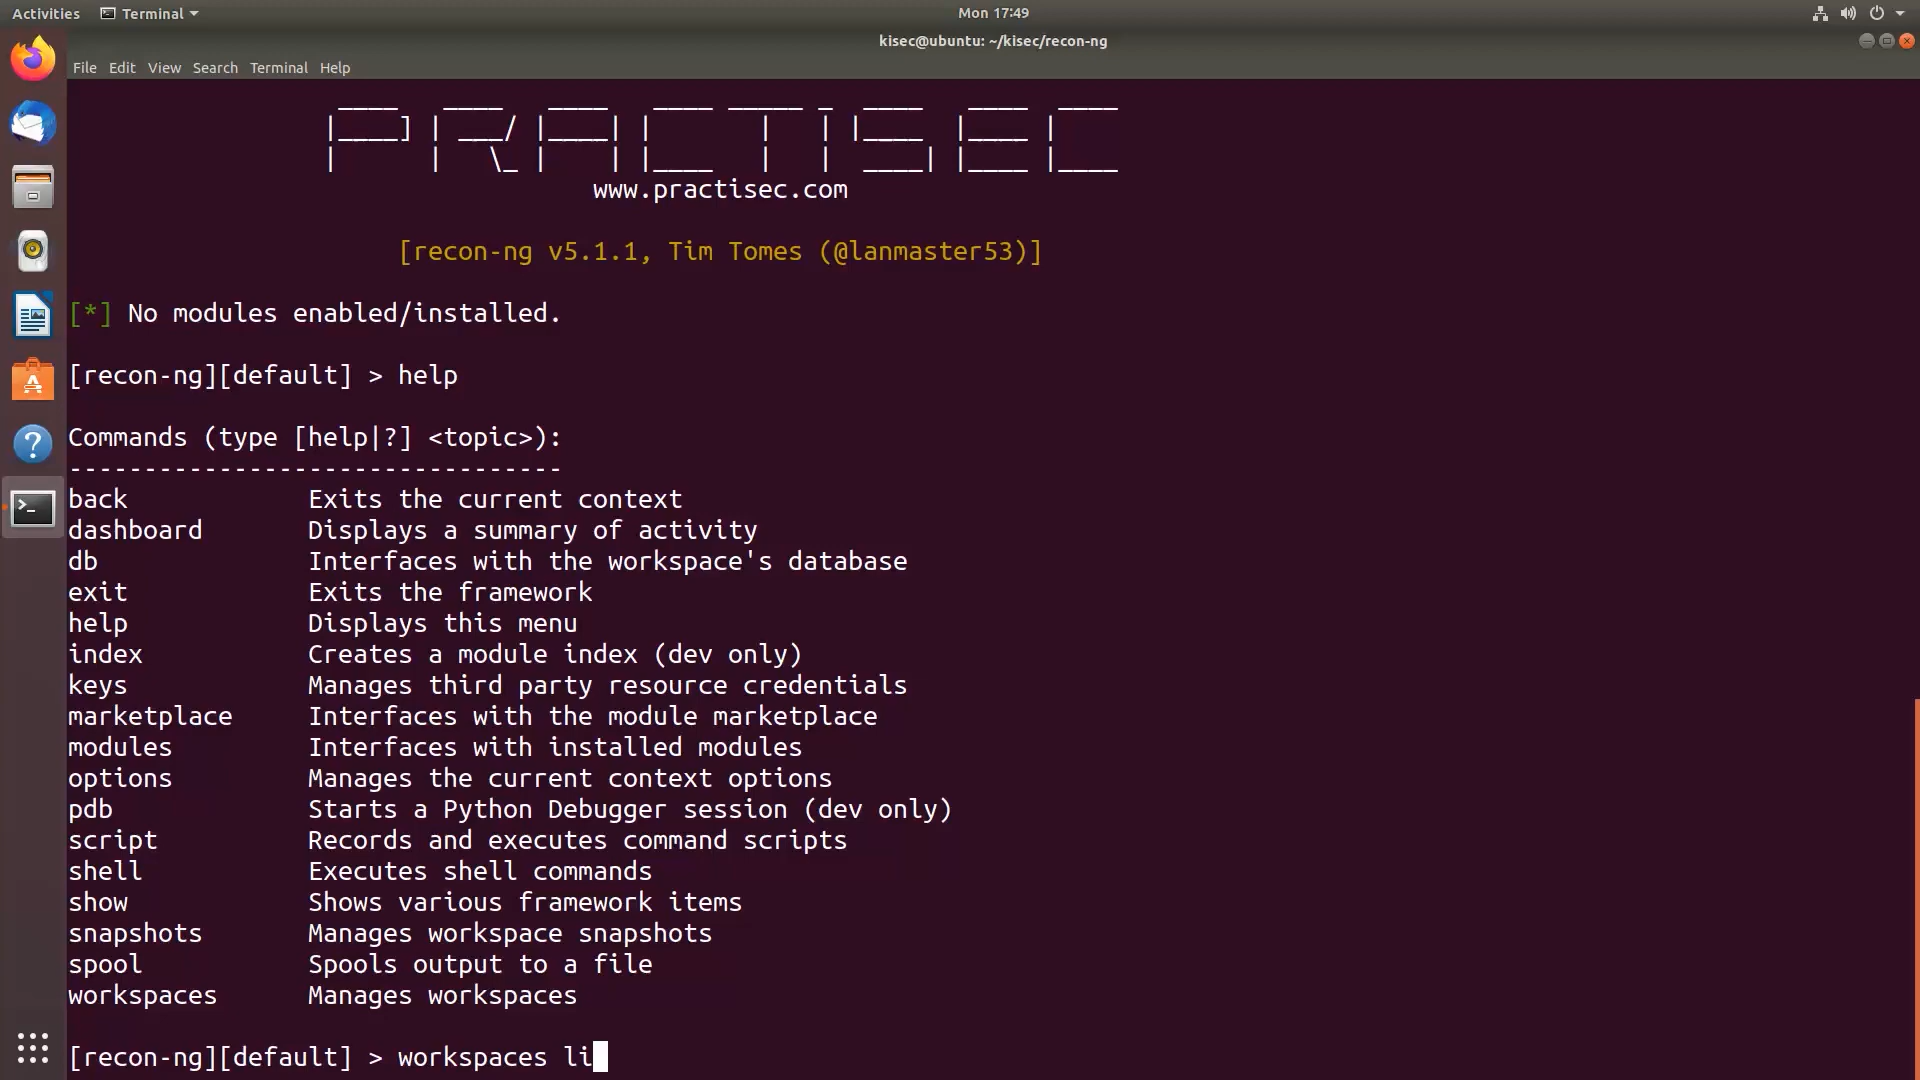 Activities Terminal Mon 17:49
kisec@ubuntu: ~/kisec/recon-ng
File Edit View Search Terminal Help
PRACTISEC
www.practisec.com
[recon-ng v5.1.1, Tim Tomes (@lanmaster53)]
[*] No modules enabled/installed.
[recon-ng][default] > help
Commands (type [help|?] <topic>):
---------------------------------
back Exits the current context
dashboard Displays a summary of activity
db Interfaces with the workspace's database
exit Exits the framework
help Displays this menu
index Creates a module index (dev only)
keys Manages third party resource credentials
marketplace Interfaces with the module marketplace
modules Interfaces with installed modules
options Manages the current context options
pdb Starts a Python Debugger session (dev only)
script Records and executes command scripts
shell Executes shell commands
show Shows various framework items
snapshots Manages workspace snapshots
spool Spools output to a file
workspaces Manages workspaces
[recon-ng][default] > workspaces li